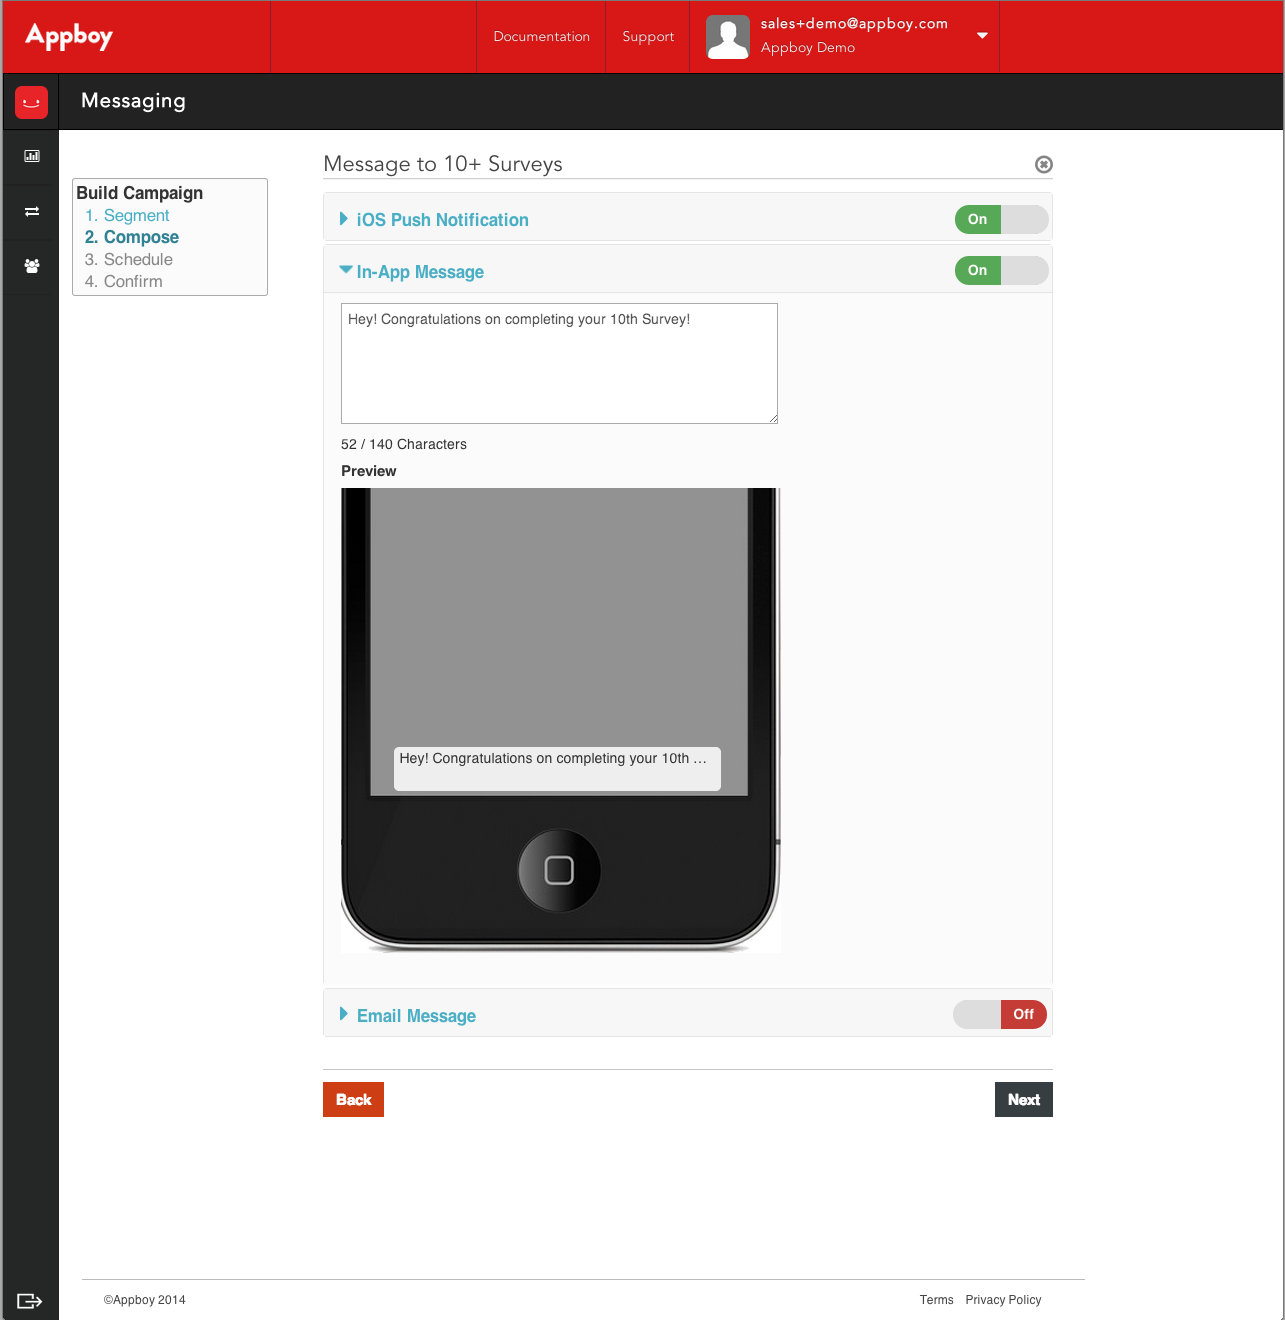 Appboy
Documentation
Support
sales+demo@appboy.com
Appboy Demo
Messaging
Build Campaign
1. Segment
2. Compose
3. Schedule
4. Confirm
Message to 10+ Surveys
iOS Push Notification
On
In-App Message
On
Hey! Congratulations on completing your 10th Survey!
52 / 140 Characters
Preview
Hey! Congratulations on completing your 10th ...
Email Message
Off
Back
Next
©Appboy 2014
Terms
Privacy Policy